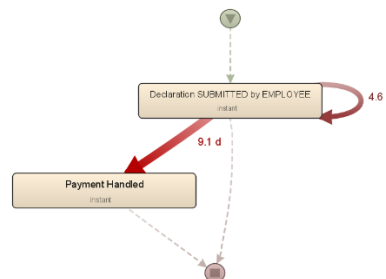 Declaration SUBMITTED by EMPLOYEE
instant
4.6
9.1 d
Payment Handled
instant